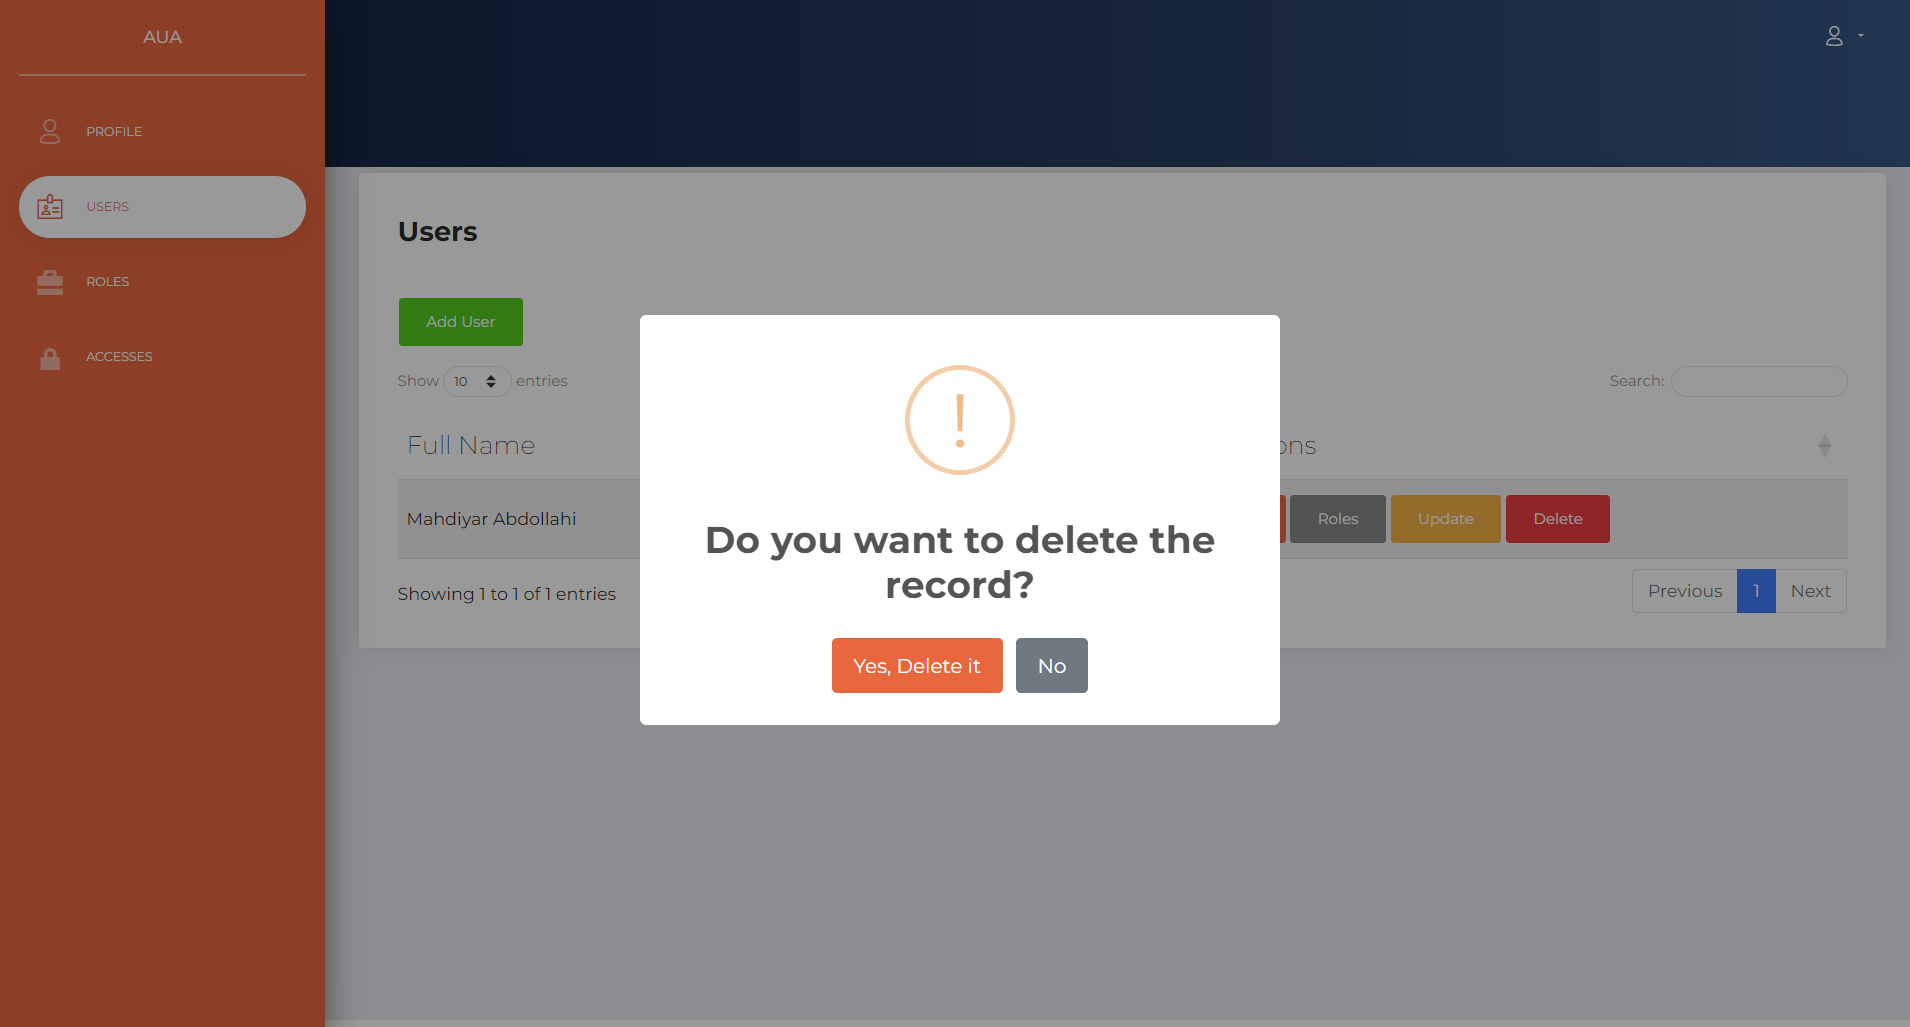 AUA
PROFILE
USERS
ROLES
ACCESSES
Users
Add User
Show 10 entries
Search:
Full Name
Mahdiyar Abdollahi
Roles
Update
Delete
Showing 1 to 1 of 1 entries
Previous 1 Next
!
Do you want to delete the
record?
Yes, Delete it
No